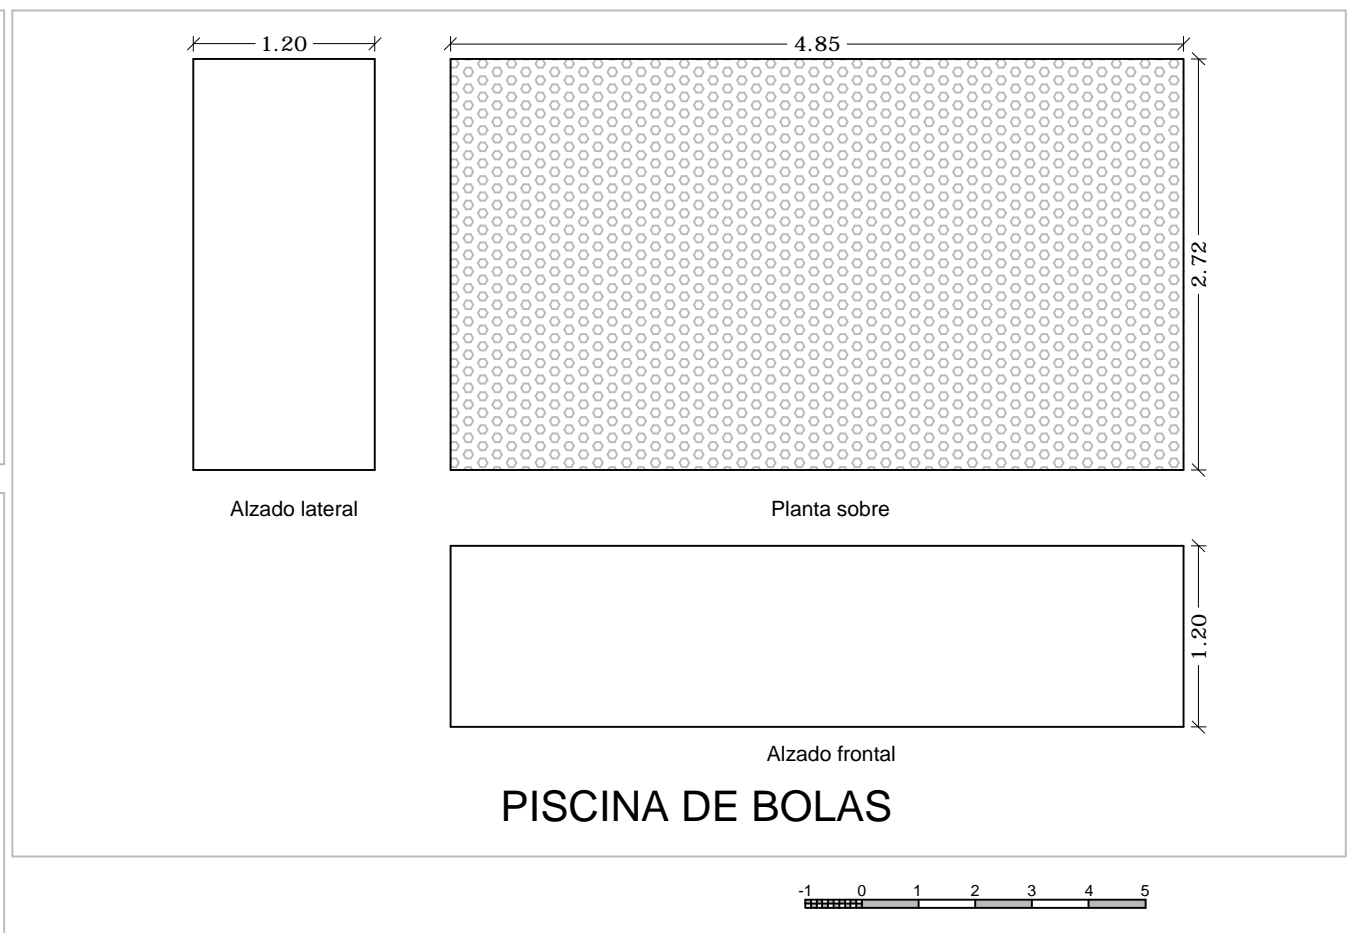 1.20
4.85
2.72
Alzado lateral
Planta sobre
1.20
Alzado frontal
PISCINA DE BOLAS
-1 0 1 2 3 4 5